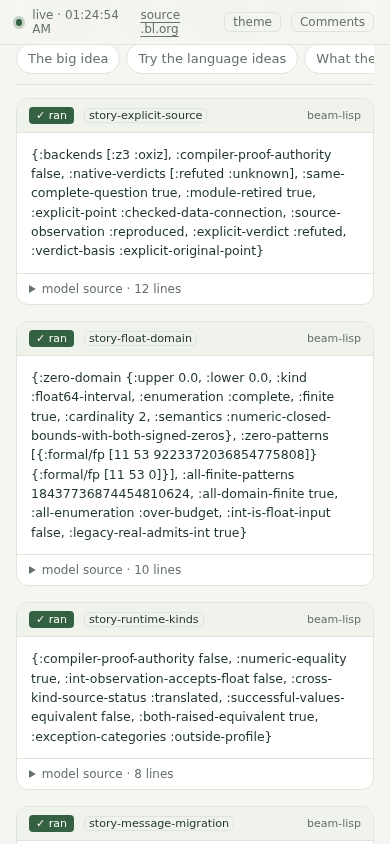 live · 01:24:54 AM
source.bl.org
theme
Comments
The big idea
Try the language ideas
What the
✓ ran story-explicit-source beam-lisp
{:backends [:z3 :oxiz], :compiler-proof-authority
false, :native-verdicts [:refuted :unknown], :same-
complete-question true, :module-retired true,
:explicit-point :checked-data-connection, :source-
observation :reproduced, :explicit-verdict :refuted,
:verdict-basis :explicit-original-point}
▶ model source · 12 lines
✓ ran story-float-domain beam-lisp
{:zero-domain {:upper 0.0, :lower 0.0, :kind
:float64-interval, :enumeration :complete, :finite
true, :cardinality 2, :semantics :numeric-closed-
bounds-with-both-signed-zeros}, :zero-patterns
[{:formal/fp [11 53 9223372036854775808]}
{:formal/fp [11 53 0]}], :all-finite-patterns
18437736874454810624, :all-domain-finite true,
:all-enumeration :over-budget, :int-is-float-input
false, :legacy-real-admits-int true}
▶ model source · 10 lines
✓ ran story-runtime-kinds beam-lisp
{:compiler-proof-authority false, :numeric-equality
true, :int-observation-accepts-float false, :cross-
kind-source-status :translated, :successful-values-
equivalent false, :both-raised-equivalent true,
:exception-categories :outside-profile}
▶ model source · 8 lines
✓ ran story-message-migration beam-lisp